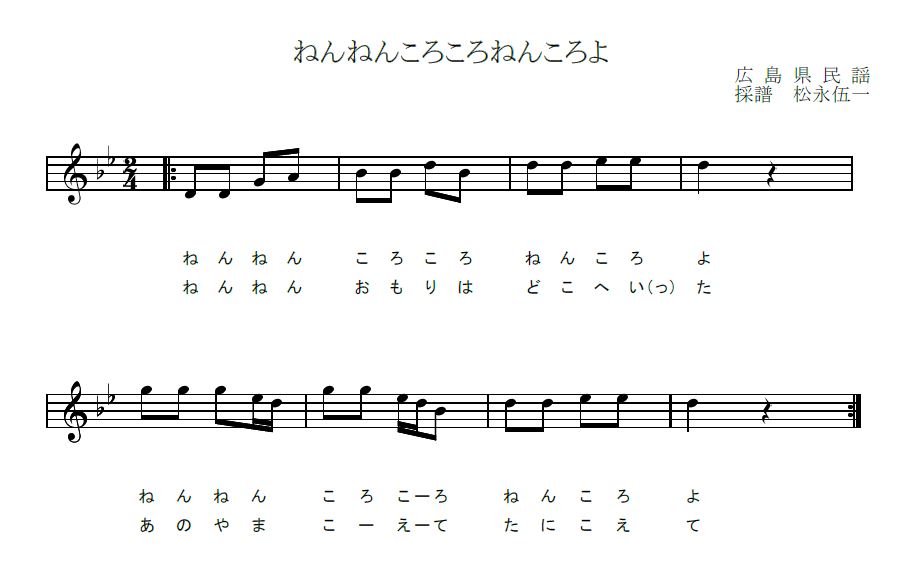 ねんねんころころねんころよ
広島県民謡
採譜　松永伍一
2
4
ねんねん　ころころ　ねんころ　よ
ねんねん　おもりは　どこへい(っ)　た
ねんねん　ころこーろ　ねんころ　よ
あのやま　こーえーて　たにこえ　て